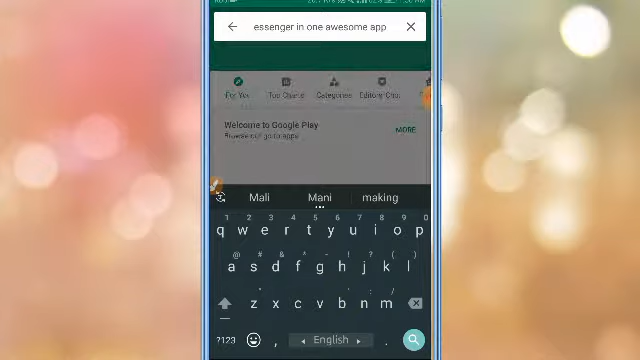 essenger in one awesome app
For You
Top Charts
Categories
Editors' Cho
Welcome to Google Play
MORE
Mali Mani making
1 2 3 4 5 6 7 8 9 0
q w e r t y u i o p
@ # & * - + = ( )
a s d f g h j k l
z x c v b n m
?123 , English .